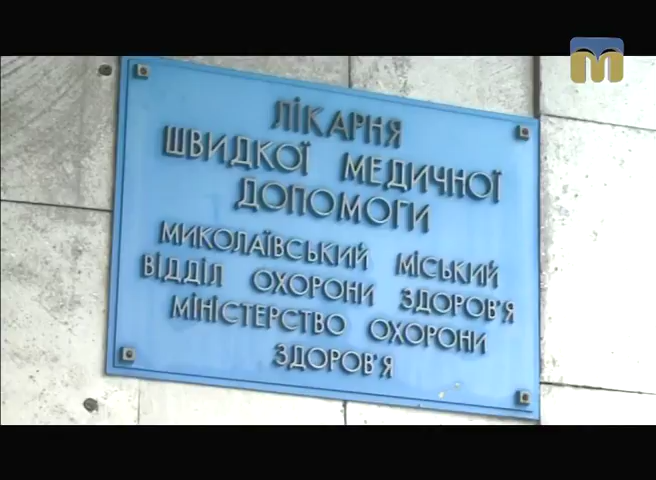 ЛІКАРНЯ
ШВИДКОЇ МЕДИЧНОЇ
ДОПОМОГИ
МИКОЛАЇВСЬКИЙ МІСЬКИЙ
ВІДДІЛ ОХОРОНИ ЗДОРОВ'Я
МІНІСТЕРСТВО ОХОРОНИ
ЗДОРОВ'Я